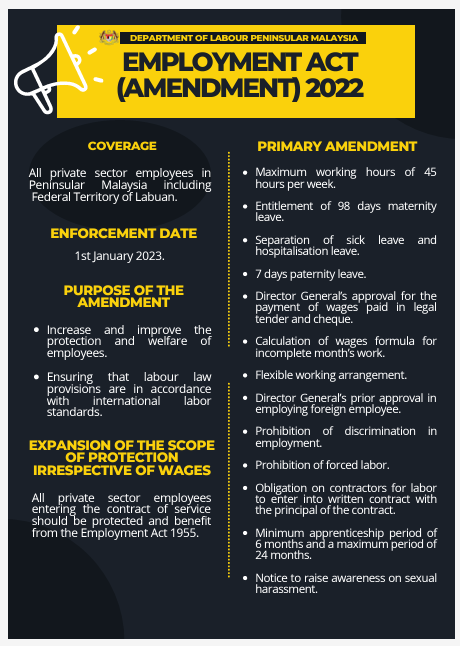 DEPARTMENT OF LABOUR PENINSULAR MALAYSIA
EMPLOYMENT ACT
(AMENDMENT) 2022
COVERAGE
All private sector employees in
Peninsular Malaysia including
Federal Territory of Labuan.
ENFORCEMENT DATE
1st January 2023.
PURPOSE OF THE
AMENDMENT
• Increase and improve the
protection and welfare of
employees.
• Ensuring that labour law
provisions are in accordance
with international labor
standards.
EXPANSION OF THE SCOPE
OF PROTECTION
IRRESPECTIVE OF WAGES
All private sector employees
entering the contract of service
should be protected and benefit
from the Employment Act 1955.
PRIMARY AMENDMENT
• Maximum working hours of 45
hours per week.
• Entitlement of 98 days maternity
leave.
• Separation of sick leave and
hospitalisation leave.
• 7 days paternity leave.
• Director General's approval for the
payment of wages paid in legal
tender and cheque.
• Calculation of wages formula for
incomplete month's work.
• Flexible working arrangement.
• Director General's prior approval in
employing foreign employee.
• Prohibition of discrimination in
employment.
• Prohibition of forced labor.
• Obligation on contractors for labor
to enter into written contract with
the principal of the contract.
• Minimum apprenticeship period of
6 months and a maximum period of
24 months.
• Notice to raise awareness on sexual
harassment.